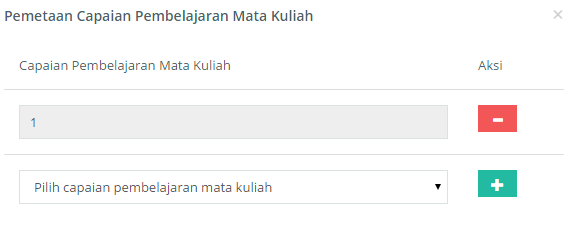 Pemetaan Capaian Pembelajaran Mata Kuliah ×
Capaian Pembelajaran Mata Kuliah Aksi
1
Pilih capaian pembelajaran mata kuliah